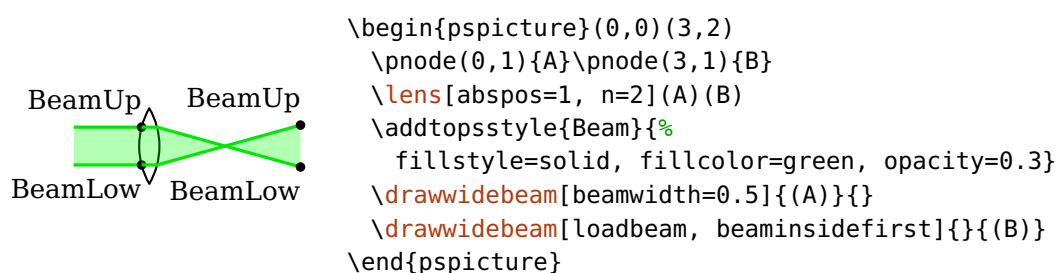 BeamUp BeamUp
BeamLow BeamLow
\begin{pspicture}(0,0)(3,2)
\pnode(0,1){A}\pnode(3,1){B}
\lens[abspos=1, n=2](A)(B)
\addtopsstyle{Beam}{%
fillstyle=solid, fillcolor=green, opacity=0.3}
\drawwidebeam[beamwidth=0.5]{(A)}{}
\drawwidebeam[loadbeam, beaminsidefirst]{}{(B)}
\end{pspicture}